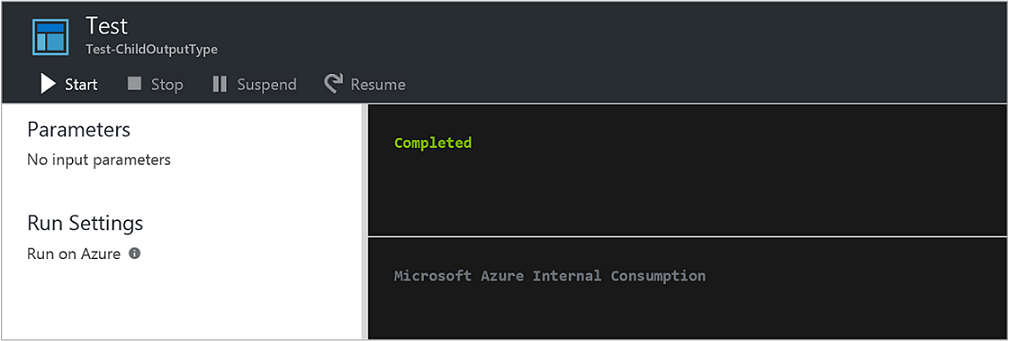 Test
Test-ChildOutputType
Start Stop Suspend Resume
Parameters
No input parameters
Run Settings
Run on Azure
Completed
Microsoft Azure Internal Consumption